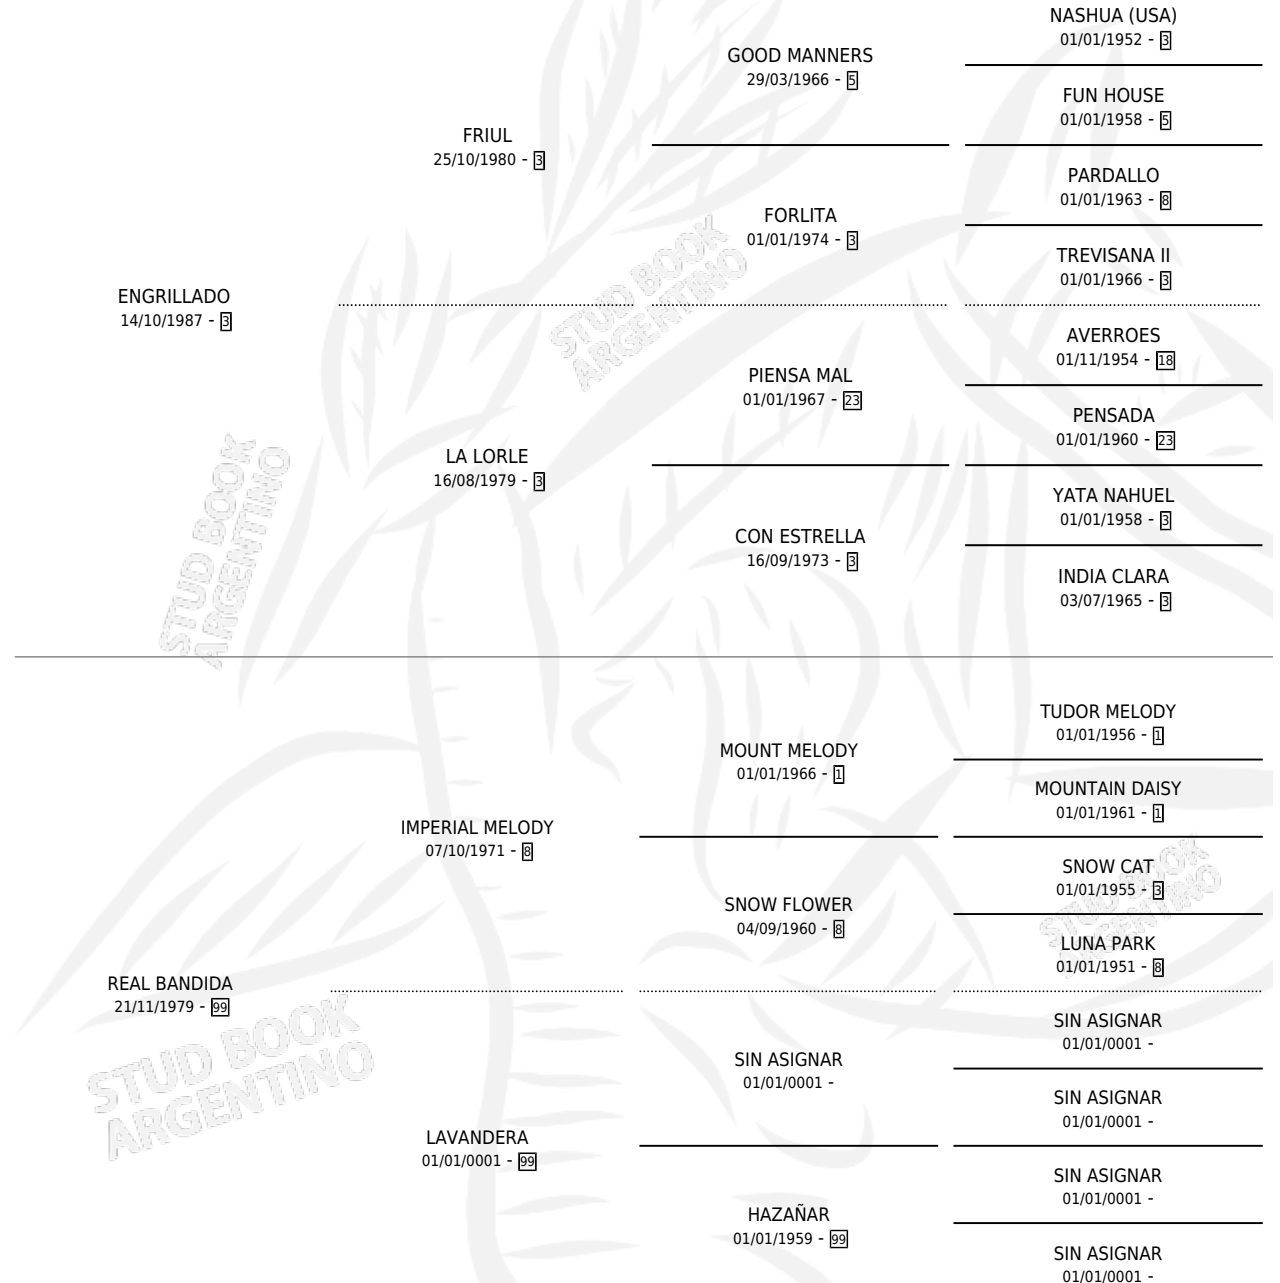 NASHUA (USA)
01/01/1952 - 3
GOOD MANNERS
29/03/1966 - 5
FUN HOUSE
01/01/1958 - 5
FRIUL
25/10/1980 - 3
PARDALLO
01/01/1963 - 8
FORLITA
01/01/1974 - 3
TREVISANA II
01/01/1966 - 3
ENGRILLADO
14/10/1987 - 3
AVERROES
01/11/1954 - 18
PIENSA MAL
01/01/1967 - 23
PENSADA
01/01/1960 - 23
LA LORLE
16/08/1979 - 3
YATA NAHUEL
01/01/1958 - 3
CON ESTRELLA
16/09/1973 - 3
INDIA CLARA
03/07/1965 - 3
STUD BOOK
ARGENTINO
STUD BOOK
ARGENTINO
TUDOR MELODY
01/01/1956 - 1
MOUNT MELODY
01/01/1966 - 1
MOUNTAIN DAISY
01/01/1961 - 1
IMPERIAL MELODY
07/10/1971 - 8
SNOW CAT
01/01/1955 - 3
SNOW FLOWER
04/09/1960 - 8
LUNA PARK
01/01/1951 - 8
STUD BOOK
ARGENTINO
REAL BANDIDA
21/11/1979 - 99
SIN ASIGNAR
01/01/0001 -
SIN ASIGNAR
01/01/0001 -
SIN ASIGNAR
01/01/0001 -
STUD BOOK
ARGENTINO
LAVANDERA
01/01/0001 - 99
SIN ASIGNAR
01/01/0001 -
HAZAÑAR
01/01/1959 - 99
SIN ASIGNAR
01/01/0001 -